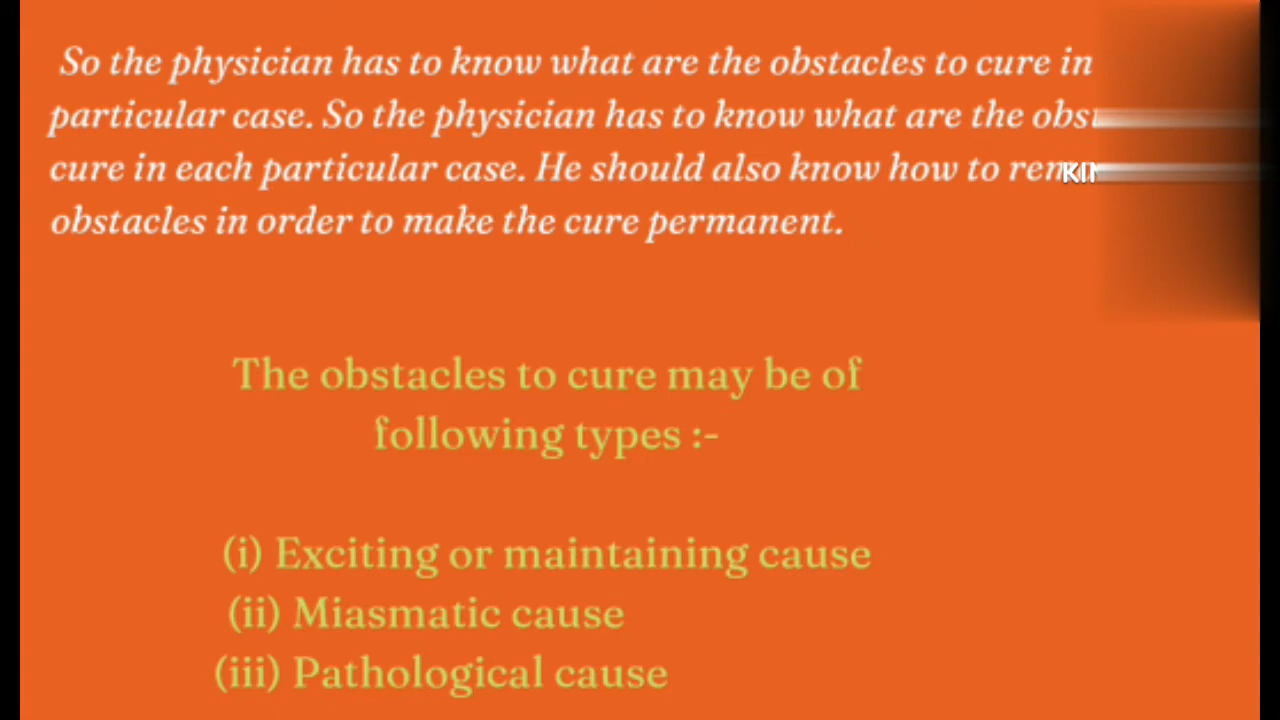 So the physician has to know what are the obstacles to cure in
particular case. So the physician has to know what are the
cure in each particular case. He should also know how to
KIN
obstacles in order to make the cure permanent.
The obstacles to cure may be of
following types :-
(i) Exciting or maintaining cause
(ii) Miasmatic cause
(iii) Pathological cause